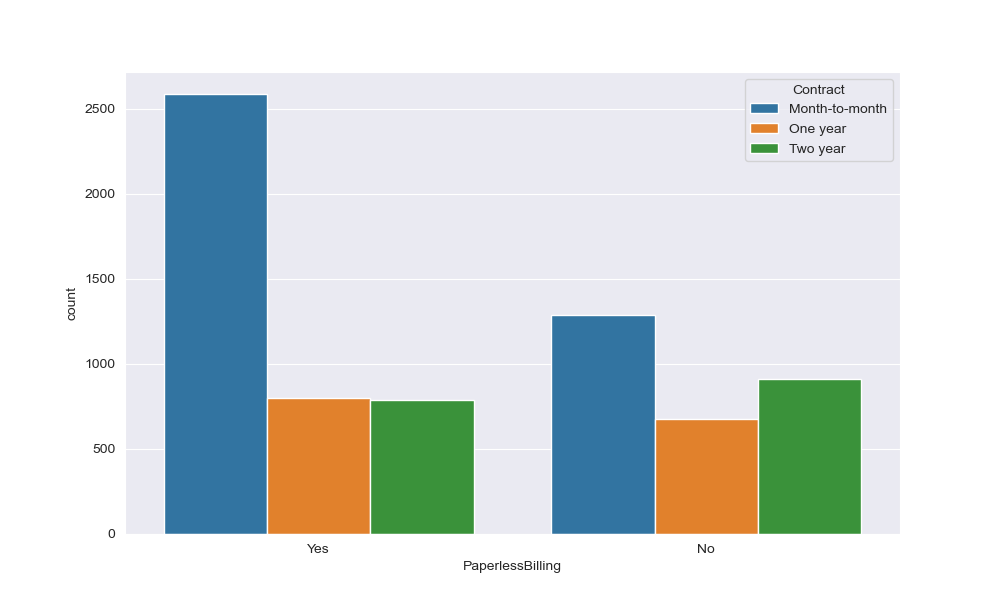 Contract
Month-to-month
One year
Two year
2500
2000
1500
1000
500
0
count
Yes
No
PaperlessBilling